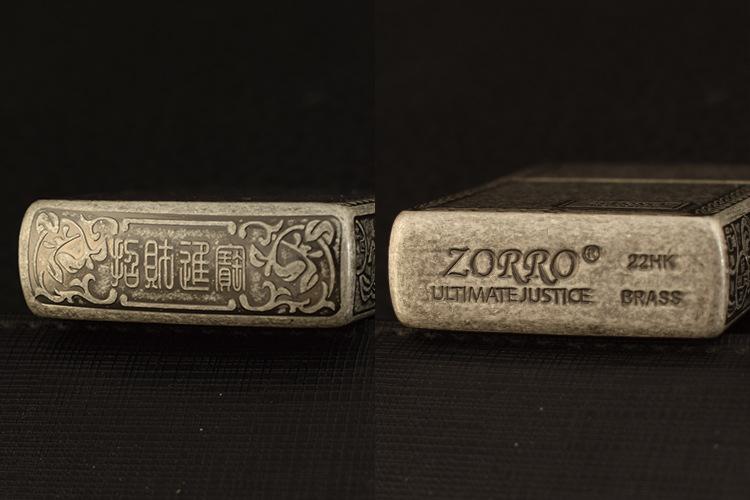 招財進寶
ZORRO® 22HK
ULTIMATE JUSTICE BRASS